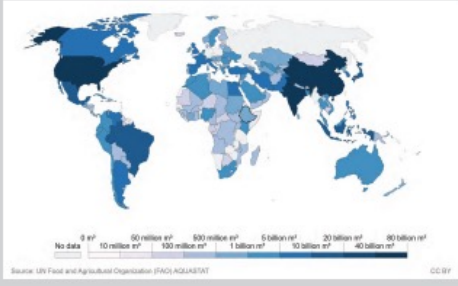 0 m³ 50 million m³ 500 million m³ 5 billion m³ 20 billion m³ 80 billion m³
No data 10 million m³ 100 million m³ 1 billion m³ 10 billion m³ 40 billion m³
Source: UN Food and Agricultural Organization (FAO) AQUASTAT CC BY